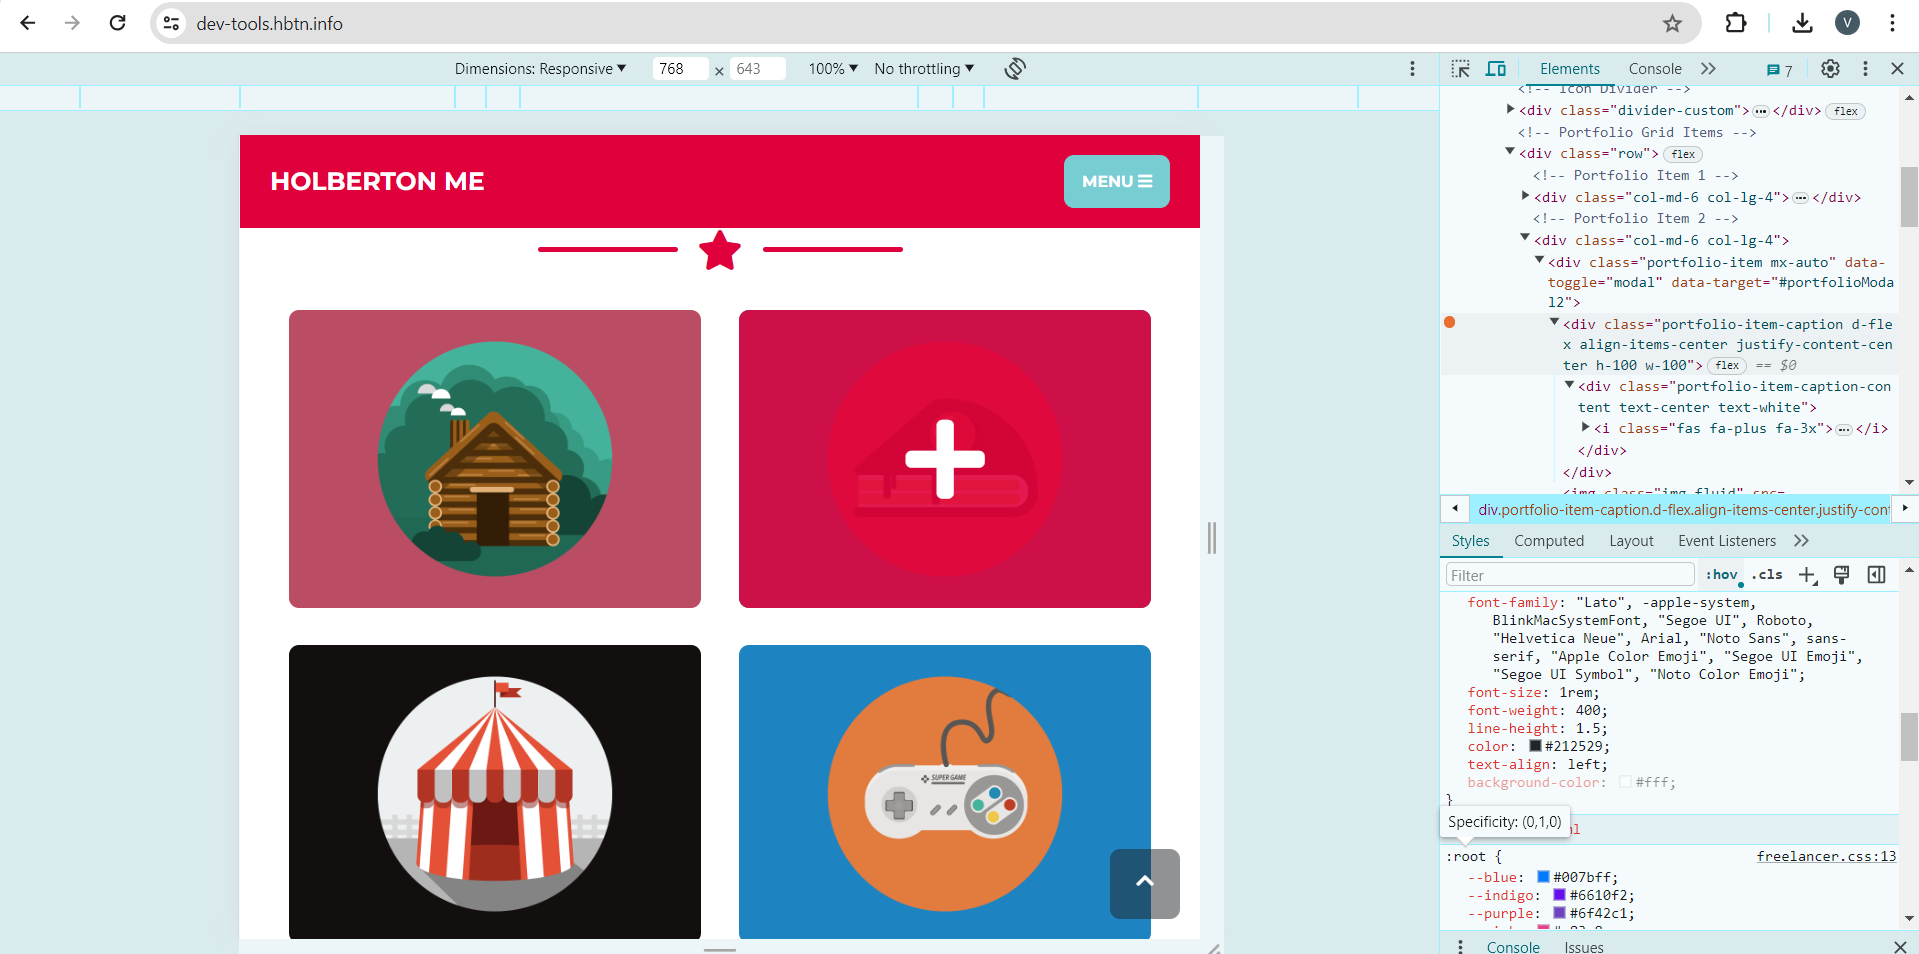 dev-tools.hbtn.info
V
Dimensions: Responsive
768 × 643
100%
No throttling
Elements
Console
7
<!-- Icon Divider -->
<div class="divider-custom"> </div> flex
<!-- Portfolio Grid Items -->
<div class="row"> flex
<!-- Portfolio Item 1 -->
<div class="col-md-6 col-lg-4"> </div>
<!-- Portfolio Item 2 -->
<div class="col-md-6 col-lg-4">
<div class="portfolio-item mx-auto" data-
toggle="modal" data-target="#portfolioModa
l2">
<div class="portfolio-item-caption d-fle
x align-items-center justify-content-cen
ter h-100 w-100"> flex == $0
<div class="portfolio-item-caption-con
tent text-center text-white">
<i class="fas fa-plus fa-3x"> </i>
</div>
</div>
<img class="img-fluid" src=
div.portfolio-item-caption.d-flex.align-items-center.justify-cont
Styles
Computed
Layout
Event Listeners
Filter
:hov
.cls
font-family: "Lato", -apple-system,
BlinkMacSystemFont, "Segoe UI", Roboto,
"Helvetica Neue", Arial, "Noto Sans", sans-
serif, "Apple Color Emoji", "Segoe UI Emoji",
"Segoe UI Symbol", "Noto Color Emoji";
font-size: 1rem;
font-weight: 400;
line-height: 1.5;
color: #212529;
text-align: left;
background-color: #fff;
}
Specificity: (0,1,0)
:root {
freelancer.css:13
--blue: #007bff;
--indigo: #6610f2;
--purple: #6f42c1;
Console
Issues
HOLBERTON ME
MENU
SUPER GAME